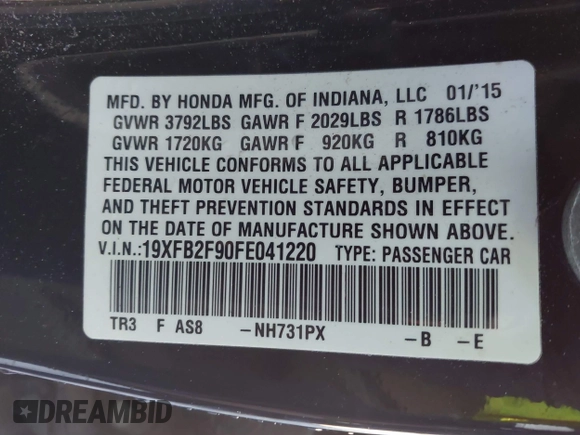 MFD. BY HONDA MFG. OF INDIANA, LLC 01/'15
GVWR 3792LBS GAWR F 2029LBS R 1786LBS
GVWR 1720KG GAWR F 920KG R 810KG
THIS VEHICLE CONFORMS TO ALL APPLICABLE
FEDERAL MOTOR VEHICLE SAFETY, BUMPER,
AND THEFT PREVENTION STANDARDS IN EFFECT
ON THE DATE OF MANUFACTURE SHOWN ABOVE.
V.I.N.:19XFB2F90FE041220 TYPE: PASSENGER CAR
TR3 F AS8 -NH731PX -B -E
DREAMBID